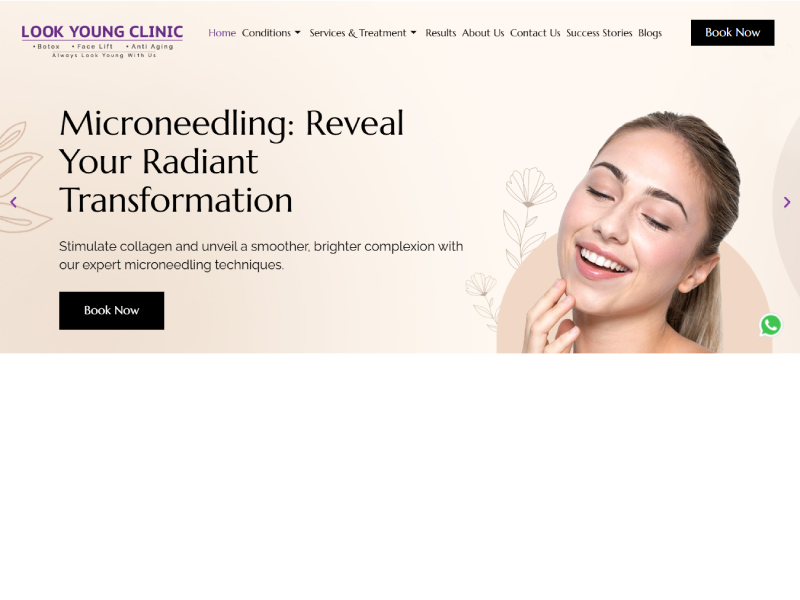 LOOK YOUNG CLINIC
• Botox • Face Lift • Anti Aging
Always Look Young With Us
Home Conditions Services & Treatment Results About Us Contact Us Success Stories Blogs
Book Now
Microneedling: Reveal
Your Radiant
Transformation
Stimulate collagen and unveil a smoother, brighter complexion with
our expert microneedling techniques.
Book Now